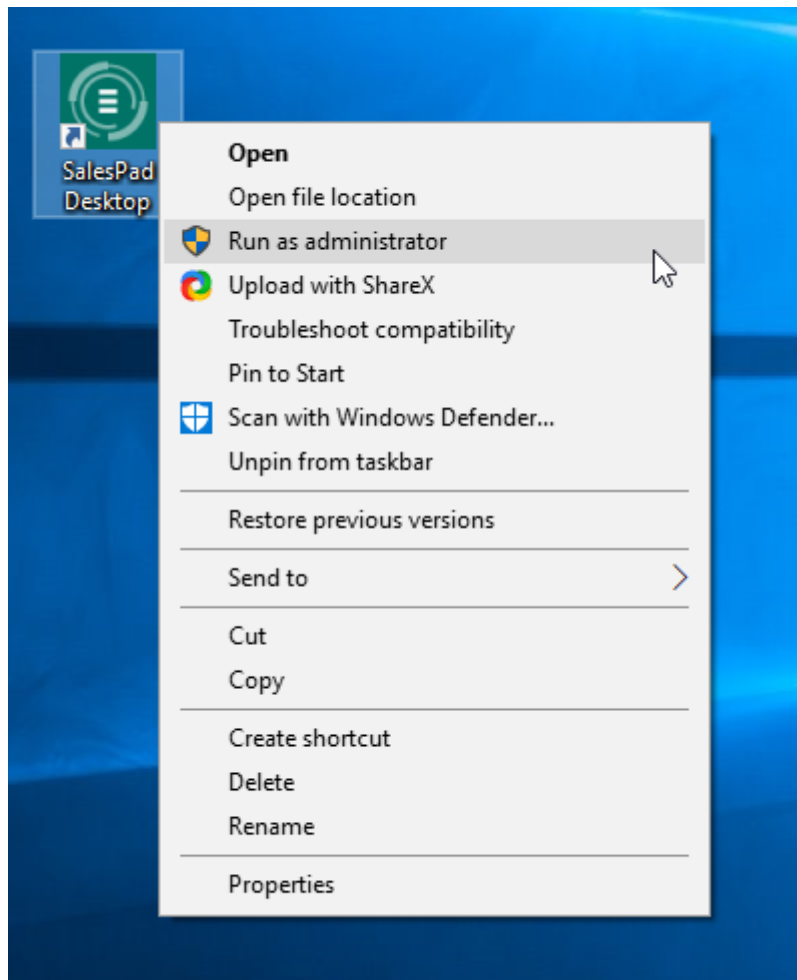 SalesPad
Desktop
Open
Open file location
Run as administrator
Upload with ShareX
Troubleshoot compatibility
Pin to Start
Scan with Windows Defender...
Unpin from taskbar
Restore previous versions
Send to
Cut
Copy
Create shortcut
Delete
Rename
Properties